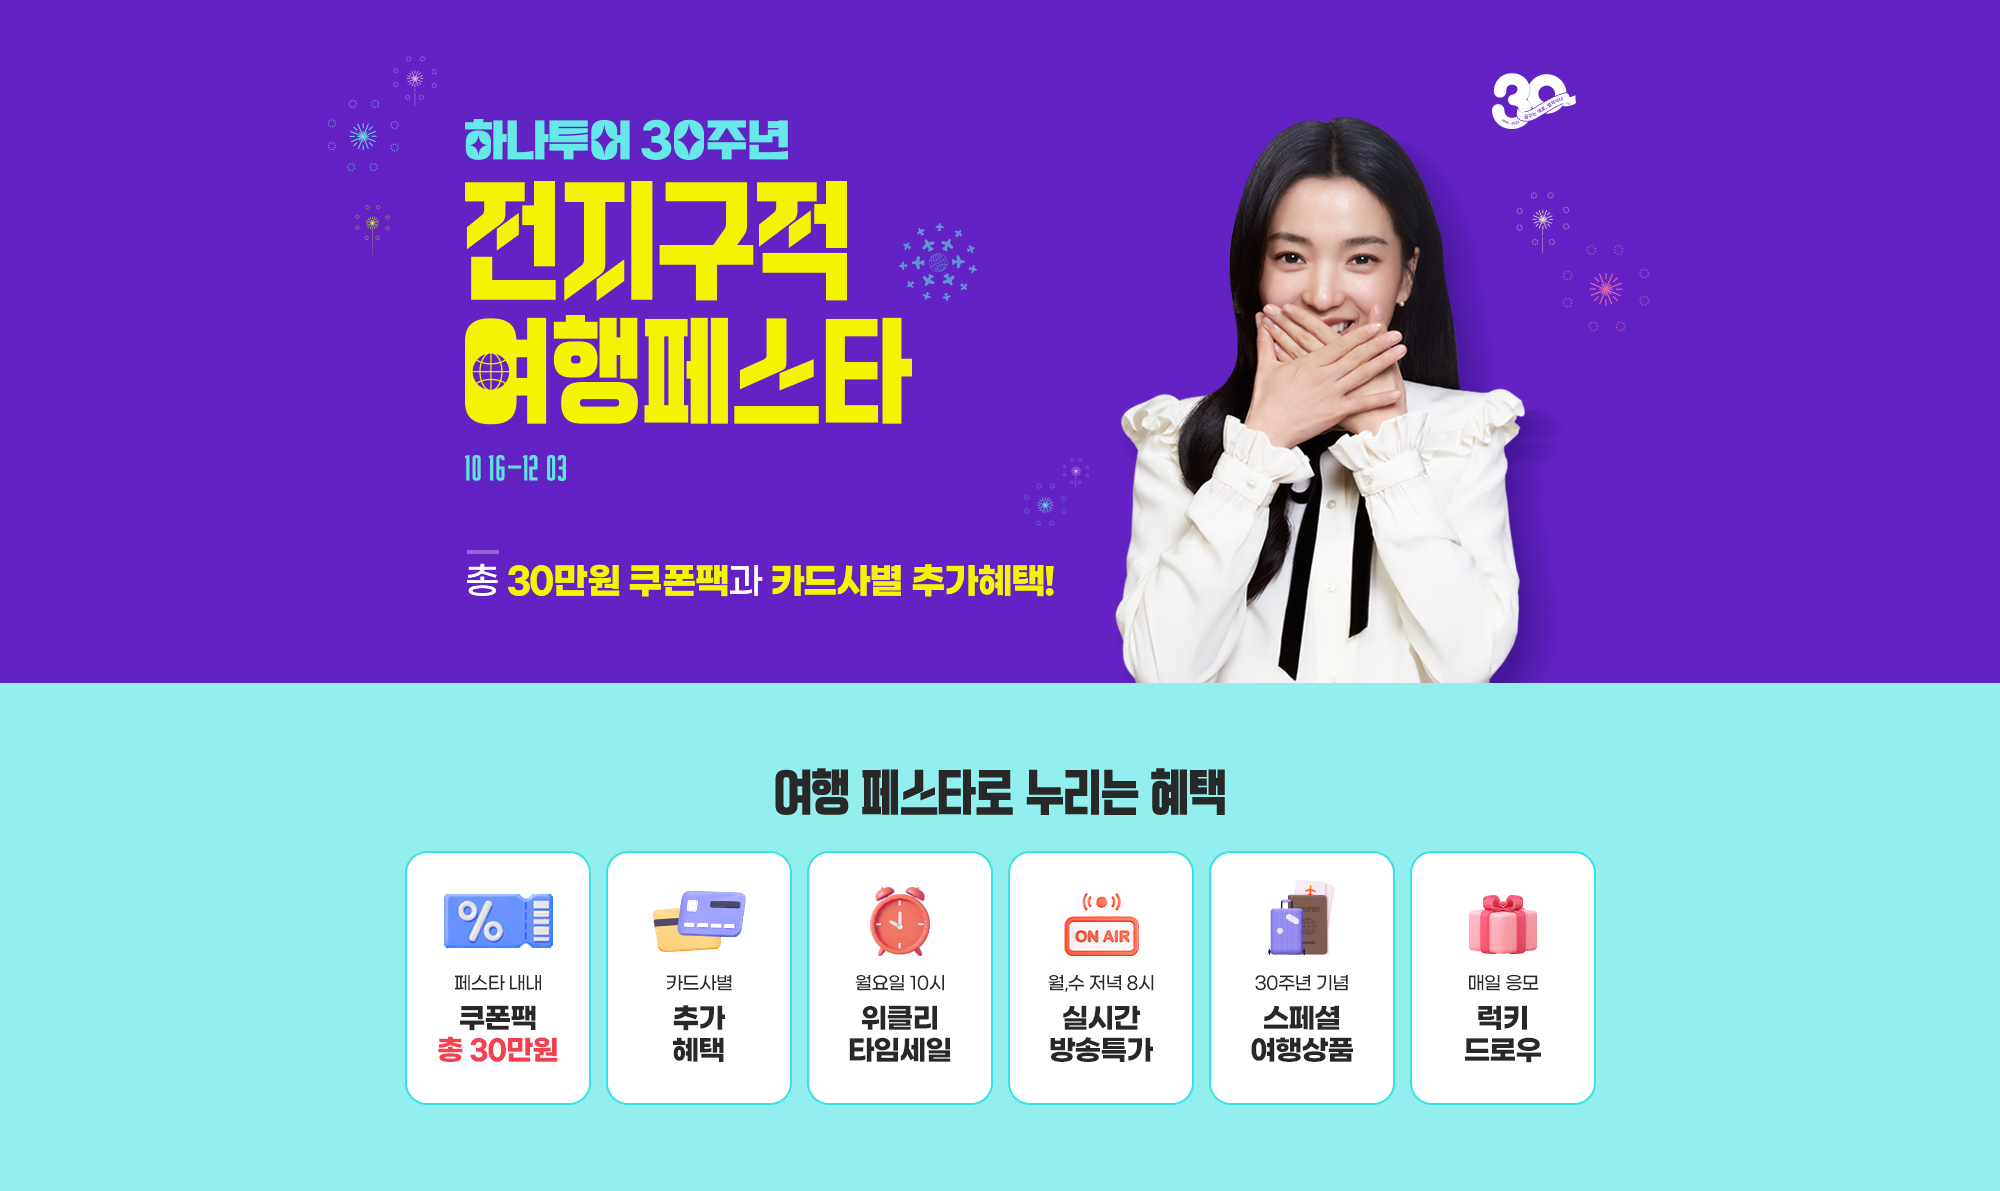 하나투어 30주년
전지구적
여행페스타
10 16–12 03
총 30만원 쿠폰팩과 카드사별 추가혜택!
30
여행 페스타로 누리는 혜택
%
페스타 내내
쿠폰팩
총 30만원
카드사별
추가
혜택
월요일 10시
위클리
타임세일
ON AIR
월,수 저녁 8시
실시간
방송특가
30주년 기념
스페셜
여행상품
매일 응모
럭키
드로우